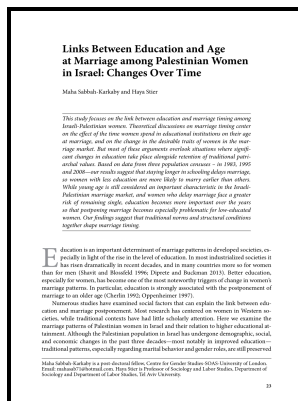 Links Between Education and Age
at Marriage among Palestinian Women
in Israel: Changes Over Time
Maha Sabbah-Karkaby and Haya Stier
This study focuses on the link between education and marriage timing among
Israeli-Palestinian women. Theoretical discussions on marriage timing center
on the effect of the time women spend in educational institutions on their age
at marriage, and on the change in the desirable traits of women in the mar-
riage market. But most of these arguments overlook situations where signifi-
cant changes in education take place alongside retention of traditional patri-
archal values. Based on data from three population censuses – in 1983, 1995
and 2008—our results suggest that staying longer in schooling delays marriage,
so women with less education are more likely to marry earlier than others.
While young age is still considered an important characteristic in the Israeli-
Palestinian marriage market, and women who delay marriage face a greater
risk of remaining single, education becomes more important over the years
so that postponing marriage becomes especially problematic for low-educated
women. Our findings suggest that traditional norms and structural conditions
together shape marriage timing.
Education is an important determinant of marriage patterns in developed societies, es-
pecially in light of the rise in the level of education. In most industrialized societies it
has risen dramatically in recent decades, and in many countries more so for women
than for men (Shavit and Blossfeld 1996; Diprete and Buckman 2013). Better education,
especially for women, has become one of the most noteworthy triggers of change in women's
marriage patterns. In particular, education is strongly associated with the postponement of
marriage to an older age (Cherlin 1992; Oppenheimer 1997).
Numerous studies have examined social factors that can explain the link between edu-
cation and marriage postponement. Most research has centered on women in Western so-
cieties, while traditional contexts have had little scholarly attention. Here we examine the
marriage patterns of Palestinian women in Israel and their relation to higher educational at-
tainment. Although the Palestinian population in Israel has undergone demographic, social,
and economic changes in the past three decades—most notably in improved education—
traditional patterns, especially regarding marital behavior and gender roles, are still preserved
Maha Sabbah-Karkaby is a post-doctoral fellow, Centre for Gender Studies-SOAS-University of London.
Email: mahasab71@hotmail.com. Haya Stier is Professor of Sociology and Labor Studies, Department of
Sociology and Department of Labor Studies, Tel Aviv University.
23